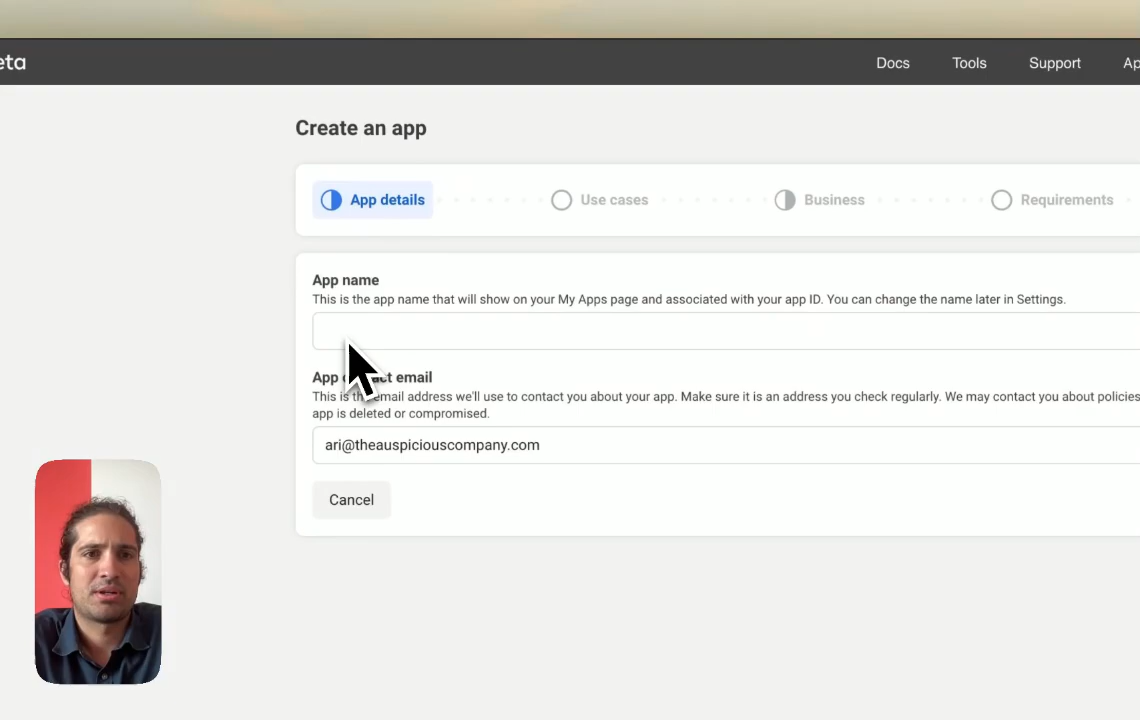 eta
Docs Tools Support Ap
Create an app
App details Use cases Business Requirements
App name
This is the app name that will show on your My Apps page and associated with your app ID. You can change the name later in Settings.
App contact email
This is the email address we'll use to contact you about your app. Make sure it is an address you check regularly. We may contact you about policies
app is deleted or compromised.
ari@theauspiciouscompany.com
Cancel